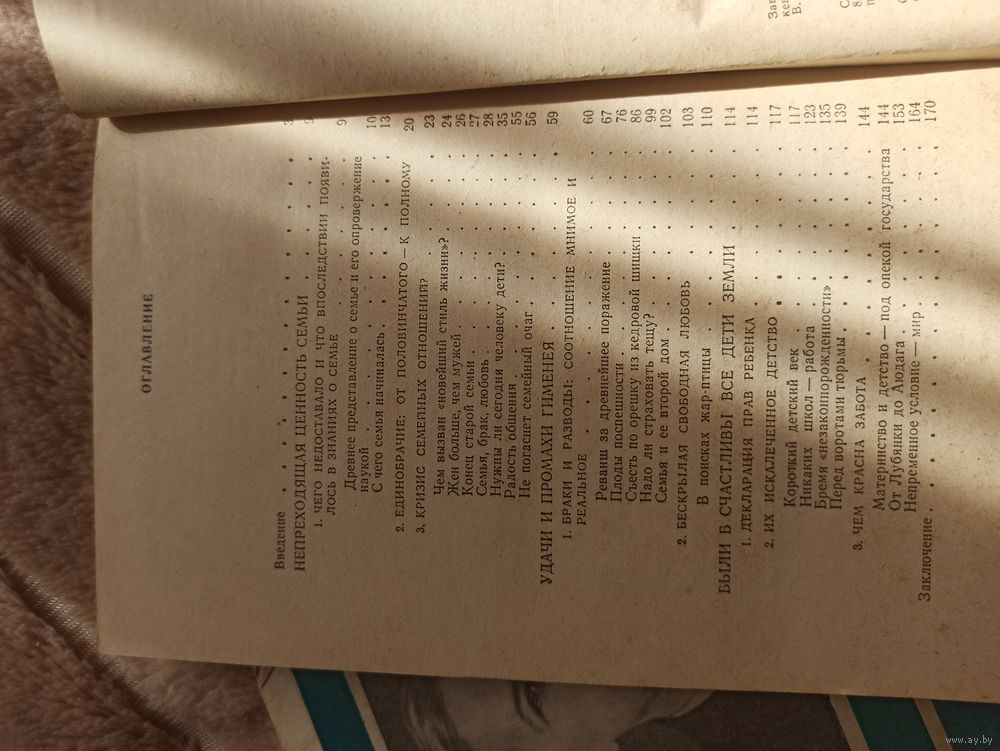 ОГЛАВЛЕНИЕ
Введение . . . . . . . . . . 3
НЕПРЕХОДЯЩАЯ ЦЕННОСТЬ СЕМЬИ . . . . 5
1. ЧЕГО НЕДОСТАВАЛО И ЧТО ВПОСЛЕДСТВИИ ПОЯВИ-
ЛОСЬ В ЗНАНИЯХ О СЕМЬЕ . . . . . 9
Древнее представление о семье и его опровержение
наукой . . . . . . . . . . 10
С чего семья начиналась . . . . . . 13
2. ЕДИНОБРАЧИЕ: ОТ ПОЛОВИНЧАТОГО — К ПОЛНОМУ 20
3. КРИЗИС СЕМЕЙНЫХ ОТНОШЕНИЙ? . . . . 23
Чем вызван «новейший стиль жизни»? . . . 24
Жен больше, чем мужей . . . . . . 26
Конец старой семьи . . . . . . . 27
Семья, брак, любовь . . . . . . . 28
Нужны ли сегодня человеку дети? . . . . 35
Радость общения . . . . . . . . 55
Не погаснет семейный очаг . . . . . 56
УДАЧИ И ПРОМАХИ ГИМЕНЕЯ . . . . . 59
1. БРАКИ И РАЗВОДЫ: СООТНОШЕНИЕ МНИМОЕ И
РЕАЛЬНОЕ . . . . . . . . . . 60
Реванш за древнейшее поражение . . . . 67
Плоды поспешности . . . . . . . 76
Съесть по орешку из кедровой шишки . . . 86
Надо ли страховать тещу? . . . . . 99
Семья и ее второй дом . . . . . . 102
2. БЕСКРЫЛАЯ СВОБОДНАЯ ЛЮБОВЬ . . . . 103
В поисках жар-птицы . . . . . . 110
БЫЛИ Б СЧАСТЛИВЫ ВСЕ ДЕТИ ЗЕМЛИ . . . 114
1. ДЕКЛАРАЦИЯ ПРАВ РЕБЕНКА . . . . . 114
2. ИХ ИСКАЛЕЧЕННОЕ ДЕТСТВО . . . . . 117
Короткий детский век . . . . . . 117
Никаких школ — работа . . . . . . 123
Бремя «незаконнорожденности» . . . . 135
Перед воротами тюрьмы . . . . . . 139
3. ЧЕМ КРАСНА ЗАБОТА . . . . . . . 144
Материнство и детство — под опекой государства 144
От Лубянки до Аюдага . . . . . . 153
Непременное условие — мир . . . . . 164
Заключение . . . . . . . . . . 170
Зав
В.
www.ay.by